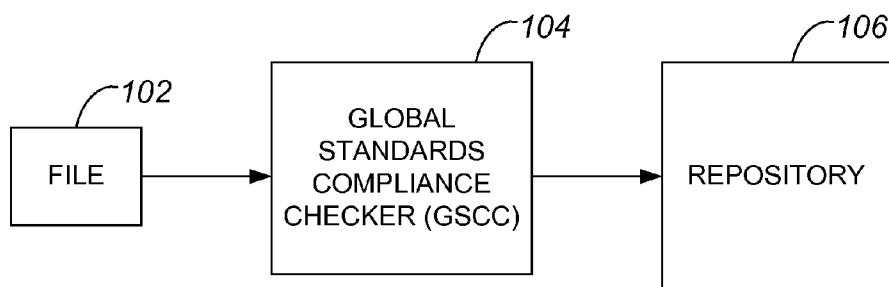 102
FILE
104
GLOBAL
STANDARDS
COMPLIANCE
CHECKER (GSCC)
106
REPOSITORY